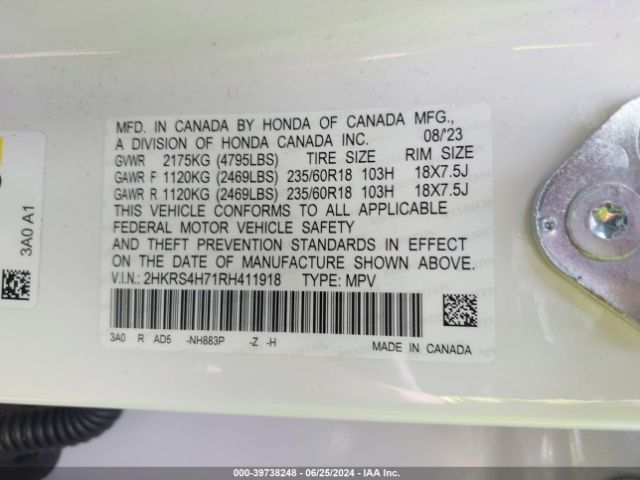 MFD. IN CANADA BY HONDA OF CANADA MFG.,
A DIVISION OF HONDA CANADA INC. 08/'23
GVWR 2175KG (4795LBS) TIRE SIZE RIM SIZE
GAWR F 1120KG (2469LBS) 235/60R18 103H 18X7.5J
GAWR R 1120KG (2469LBS) 235/60R18 103H 18X7.5J
THIS VEHICLE CONFORMS TO ALL APPLICABLE
FEDERAL MOTOR VEHICLE SAFETY
AND THEFT PREVENTION STANDARDS IN EFFECT
ON THE DATE OF MANUFACTURE SHOWN ABOVE.
V.I.N.: 2HKRS4H71RH411918 TYPE: MPV
3A0 R AD5 -NH883P -Z -H MADE IN CANADA
3A0 A1
000-39738248 - 06/25/2024 - IAA Inc.